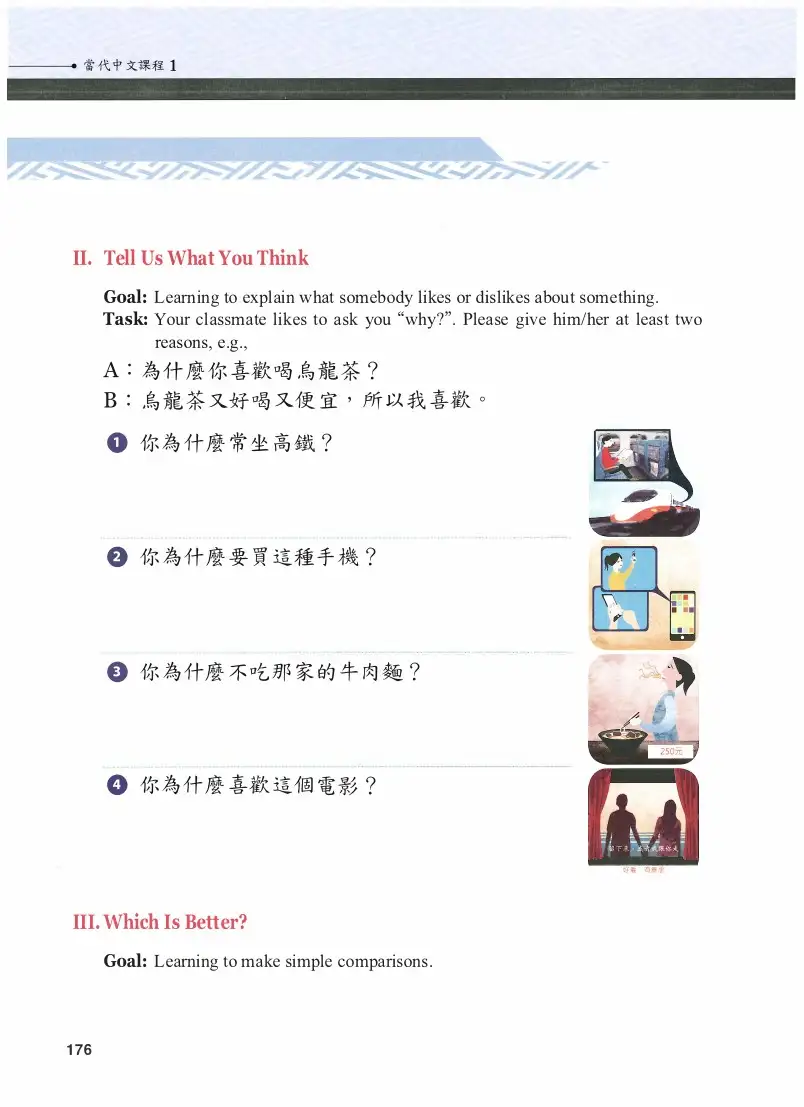 當代中文課程 1
II. Tell Us What You Think
Goal: Learning to explain what somebody likes or dislikes about something.
Task: Your classmate likes to ask you “why?”. Please give him/her at least two
reasons, e.g.,
A：為什麼你喜歡喝烏龍茶？
B：烏龍茶又好喝又便宜，所以我喜歡。
1 你為什麼常坐高鐵？
2 你為什麼要買這種手機？
3 你為什麼不吃那家的牛肉麵？
250元
4 你為什麼喜歡這個電影？
好看
III. Which Is Better?
Goal: Learning to make simple comparisons.
176